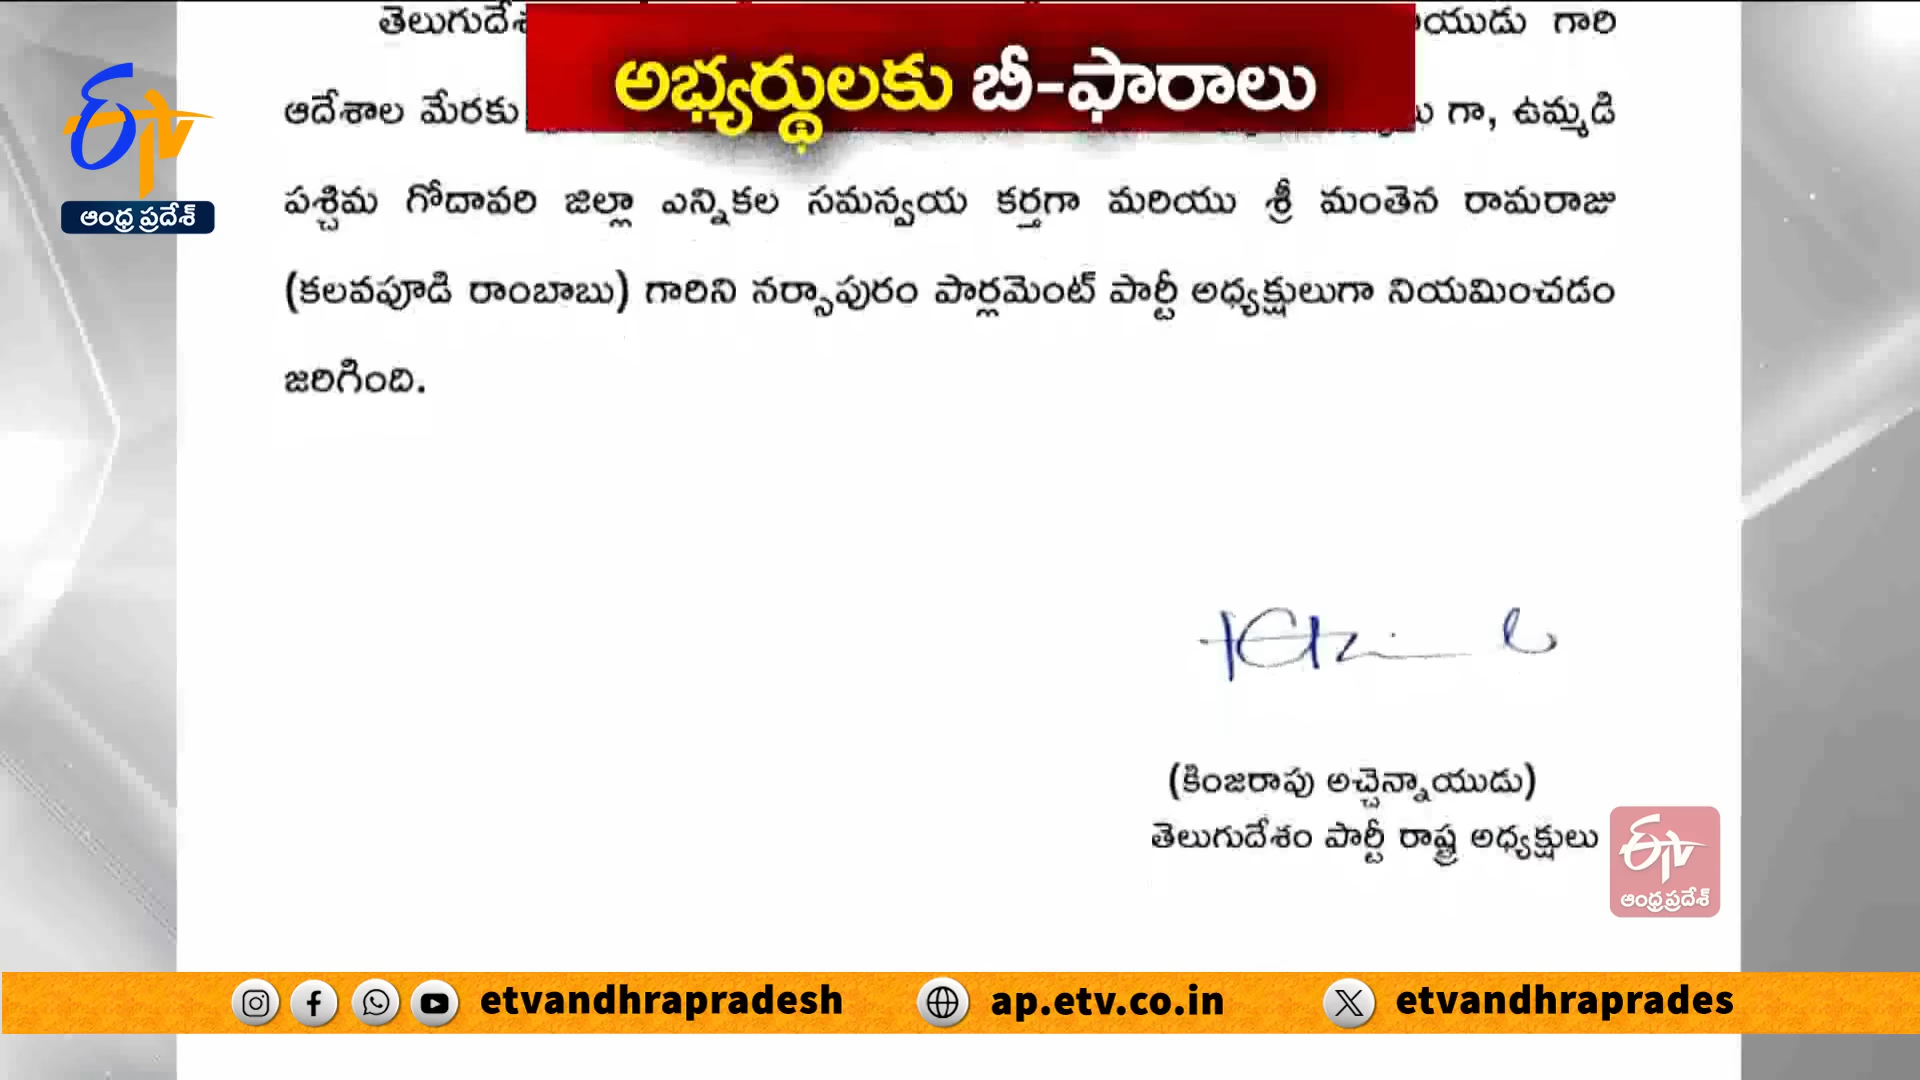 తెలుగుదే
యుడు గారి
అభ్యర్థులకు బీ-ఫారాలు
ETV
ఆంధ్ర ప్రదేశ్
ఆదేశాల మేరకు
గా, ఉమ్మడి
పశ్చిమ గోదావరి జిల్లా ఎన్నికల సమన్వయ కర్తగా మరియు శ్రీ మంతెన రామరాజు
(కలవపూడి రాంబాబు) గారిని నర్సాపురం పార్లమెంట్ పార్టీ అధ్యక్షులుగా నియమించడం
జరిగింది.
(కింజరాపు అచ్చెన్నాయుడు)
తెలుగుదేశం పార్టీ రాష్ట్ర అధ్యక్షులు
ETV
ఆంధ్రప్రదేశ్
etvandhrapradesh
ap.etv.co.in
etvandhraprades